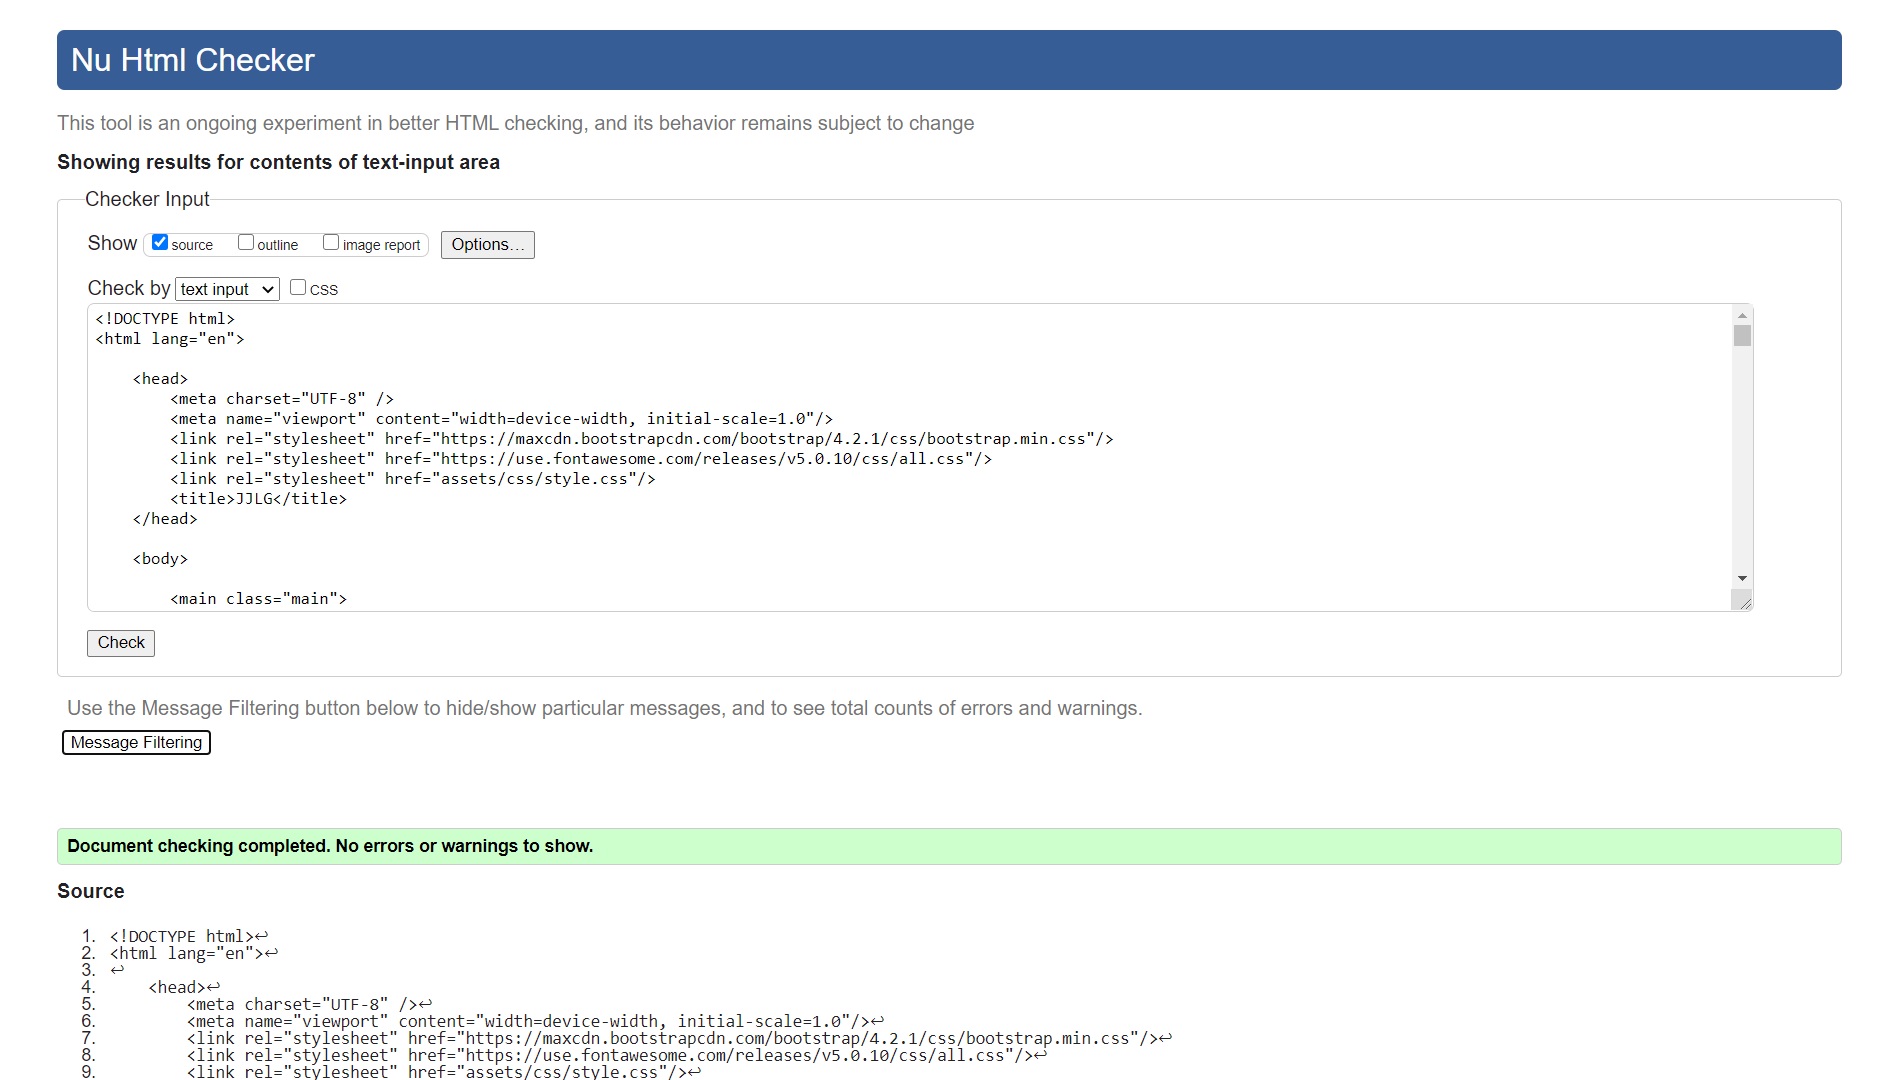 Nu Html Checker
This tool is an ongoing experiment in better HTML checking, and its behavior remains subject to change
Showing results for contents of text-input area
Checker Input
Show source outline image report Options...
Check by text input CSS
<!DOCTYPE html>
<html lang="en">
<head>
<meta charset="UTF-8" />
<meta name="viewport" content="width=device-width, initial-scale=1.0"/>
<link rel="stylesheet" href="https://maxcdn.bootstrapcdn.com/bootstrap/4.2.1/css/bootstrap.min.css"/>
<link rel="stylesheet" href="https://use.fontawesome.com/releases/v5.0.10/css/all.css"/>
<link rel="stylesheet" href="assets/css/style.css"/>
<title>JJLG</title>
</head>
<body>
<main class="main">
Check
Use the Message Filtering button below to hide/show particular messages, and to see total counts of errors and warnings.
Message Filtering
Document checking completed. No errors or warnings to show.
Source
1. <!DOCTYPE html>↩
2. <html lang="en">↩
3. ↩
4. <head>↩
5. <meta charset="UTF-8" />↩
6. <meta name="viewport" content="width=device-width, initial-scale=1.0"/>↩
7. <link rel="stylesheet" href="https://maxcdn.bootstrapcdn.com/bootstrap/4.2.1/css/bootstrap.min.css"/>↩
8. <link rel="stylesheet" href="https://use.fontawesome.com/releases/v5.0.10/css/all.css"/>↩
9. <link rel="stylesheet" href="assets/css/style.css"/>↩